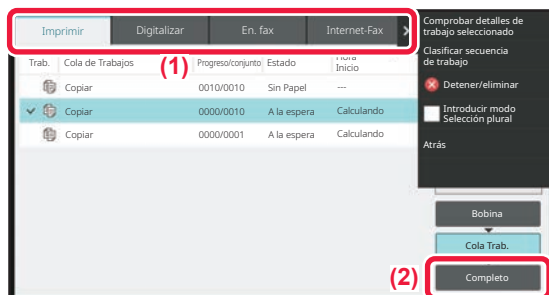 Imprimir Digitalizar En. fax Internet-Fax
Trab. Cola de Trabajos (1) Progreso/conjunto Estado Hora Inicio
Copiar 0010/0010 Sin Papel ---
Copiar 0000/0010 A la espera Calculando
Copiar 0000/0001 A la espera Calculando
Comprobar detalles de
trabajo seleccionado
Clasificar secuencia
de trabajo
Detener/eliminar
Introducir modo
Selección plural
Atrás
Bobina
Cola Trab.
(2) Completo